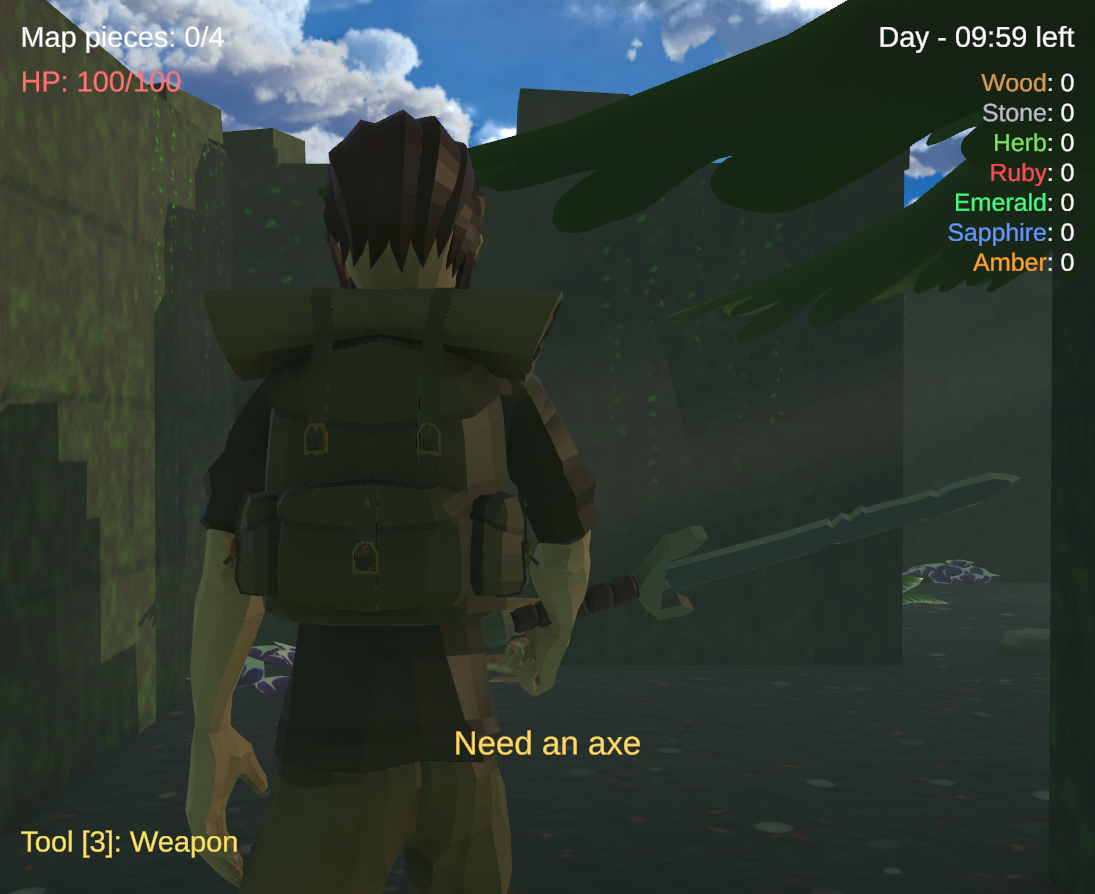 Map pieces: 0/4
HP: 100/100
Day - 09:59 left
Wood: 0
Stone: 0
Herb: 0
Ruby: 0
Emerald: 0
Sapphire: 0
Amber: 0
Need an axe
Tool [3]: Weapon